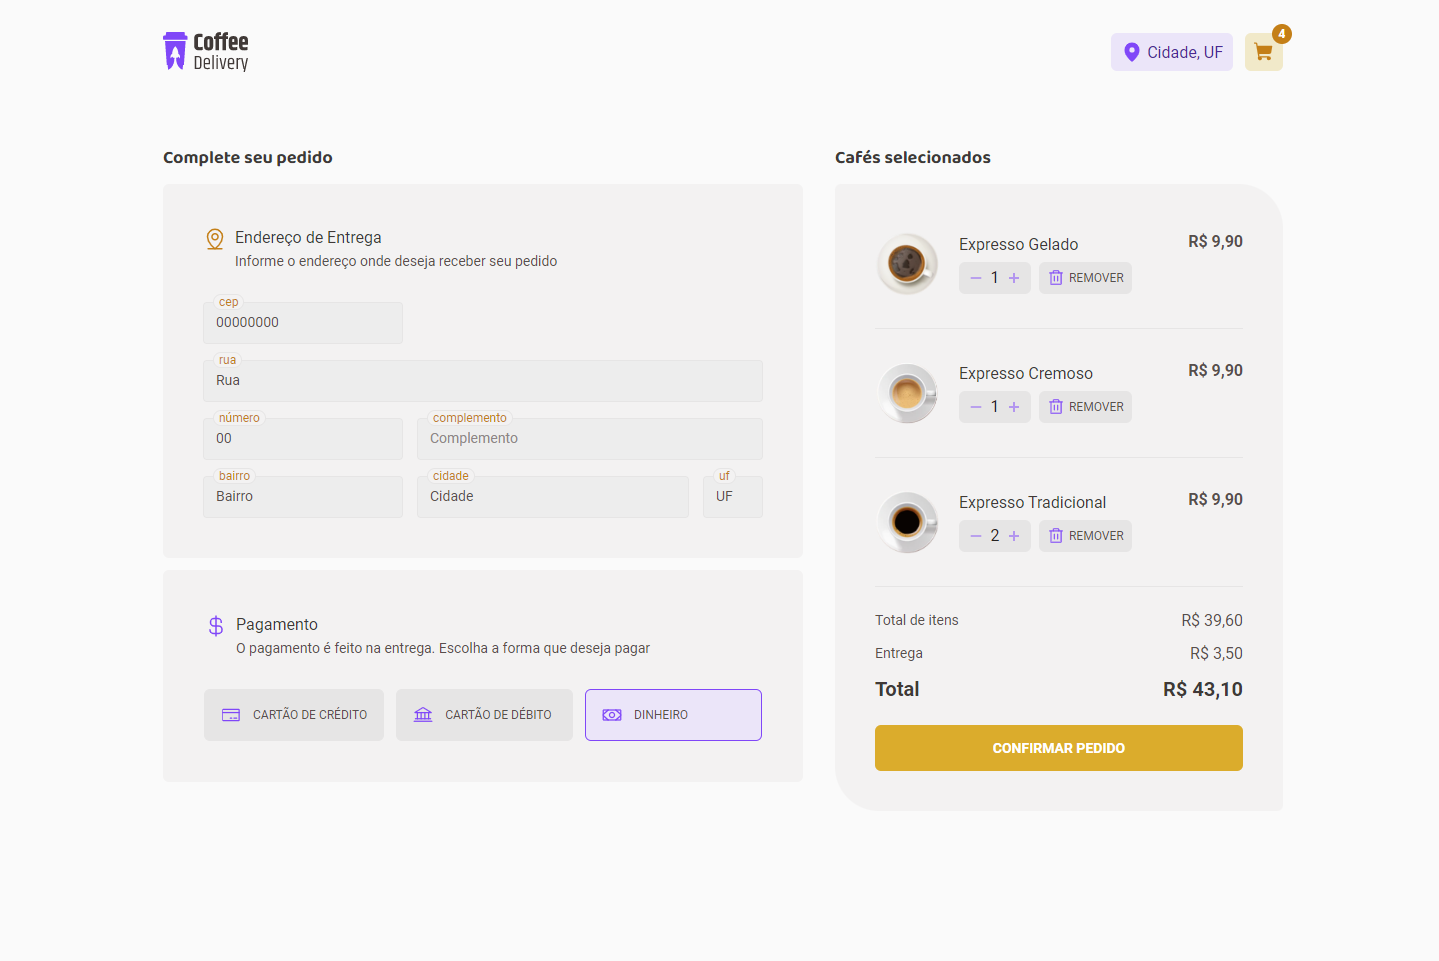 Coffee
Delivery
Cidade, UF
4
Complete seu pedido
Endereço de Entrega
Informe o endereço onde deseja receber seu pedido
cep
00000000
rua
Rua
número
00
complemento
Complemento
bairro
Bairro
cidade
Cidade
uf
UF
Pagamento
O pagamento é feito na entrega. Escolha a forma que deseja pagar
CARTÃO DE CRÉDITO
CARTÃO DE DÉBITO
DINHEIRO
Cafés selecionados
Expresso Gelado
R$ 9,90
1
REMOVER
Expresso Cremoso
R$ 9,90
1
REMOVER
Expresso Tradicional
R$ 9,90
2
REMOVER
Total de itens R$ 39,60
Entrega R$ 3,50
Total R$ 43,10
CONFIRMAR PEDIDO